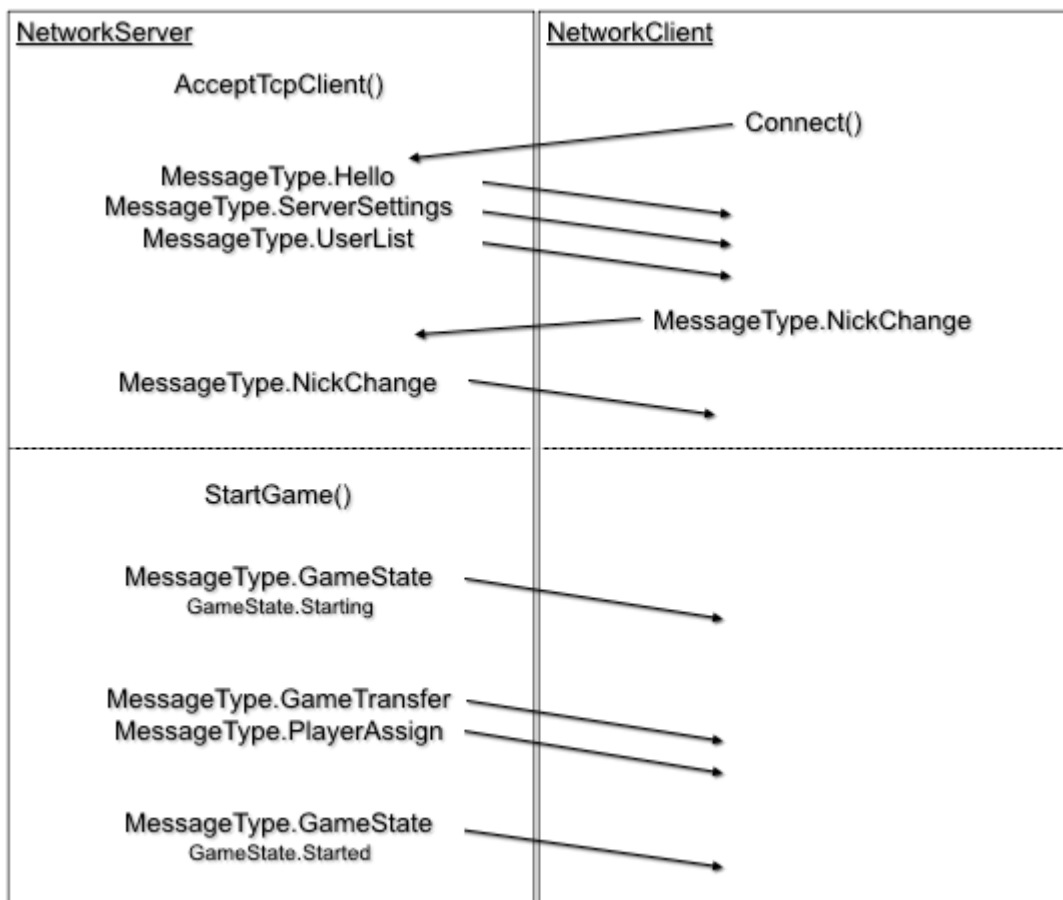 NetworkServer
NetworkClient
AcceptTcpClient()
Connect()
MessageType.Hello
MessageType.ServerSettings
MessageType.UserList
MessageType.NickChange
MessageType.NickChange
StartGame()
MessageType.GameState
GameState.Starting
MessageType.GameTransfer
MessageType.PlayerAssign
MessageType.GameState
GameState.Started